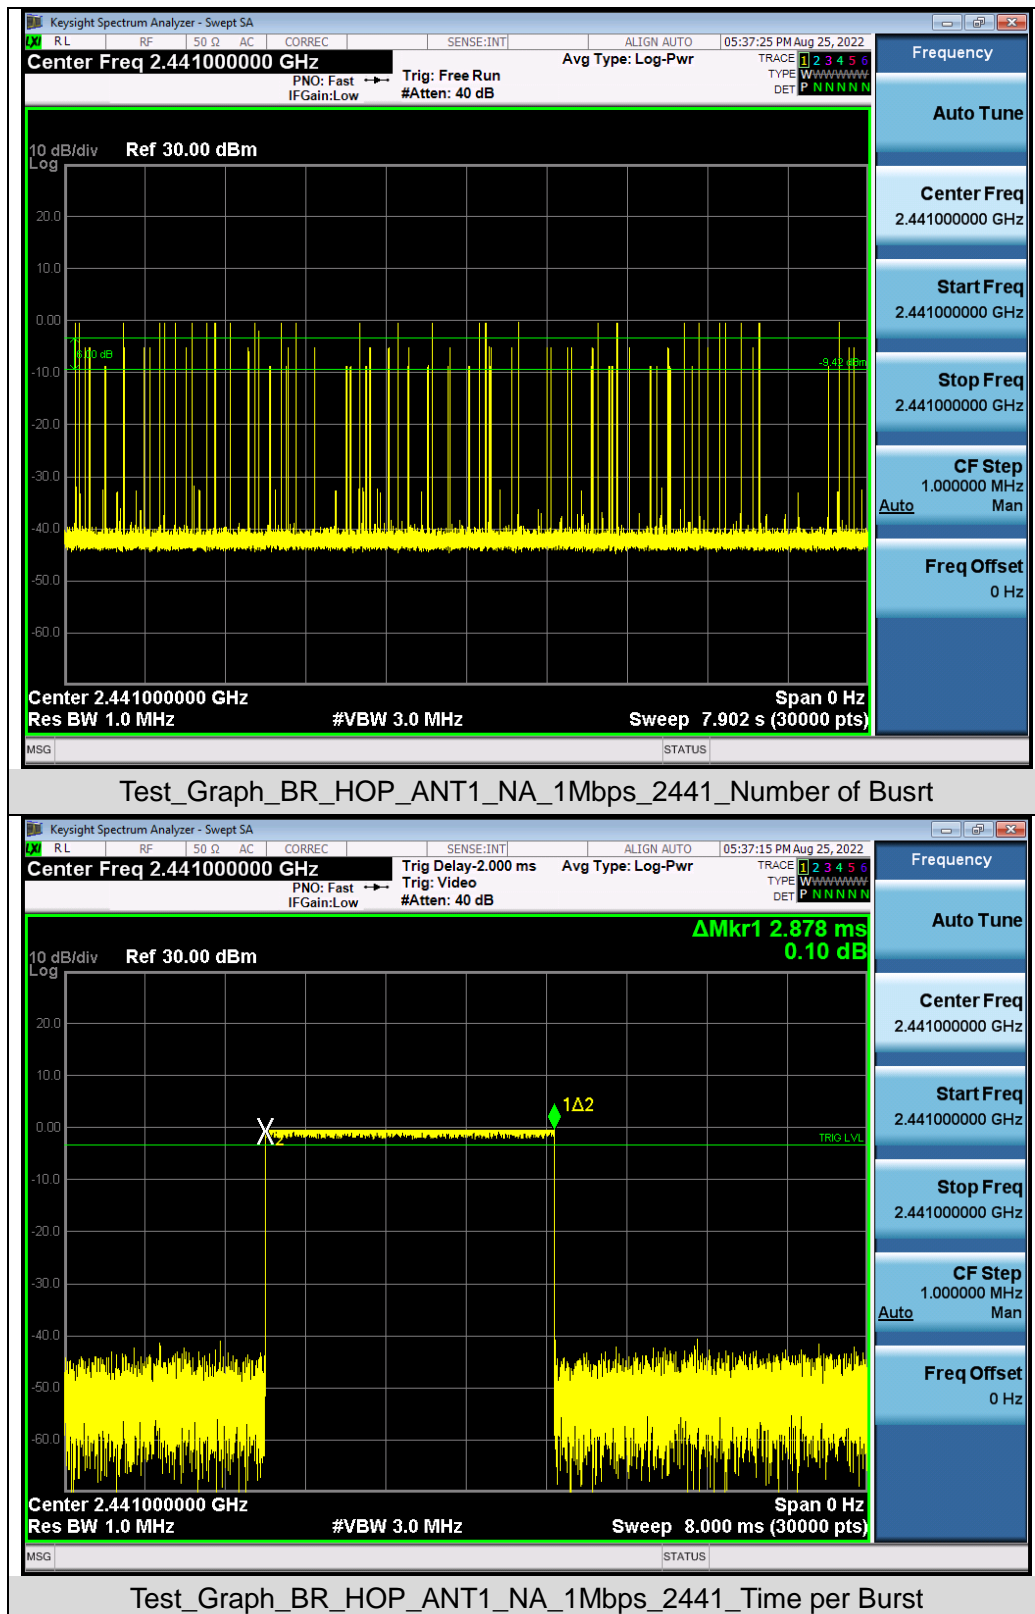 Keysight Spectrum Analyzer - Swept SA
LXI RL RF 50 Ω AC CORREC SENSE:INT ALIGN AUTO 05:37:25 PM Aug 25, 2022
Center Freq 2.441000000 GHz
PNO: Fast
IFGain:Low
Trig: Free Run
#Atten: 40 dB
Avg Type: Log-Pwr
TRACE 1 2 3 4 5 6
TYPE WWWWWW
DET P N N N N N
10 dB/div Ref 30.00 dBm
Log
20.0
10.0
0.00
6.00 dB
-9.42 dBm
-10.0
-20.0
-30.0
-40.0
-50.0
-60.0
Center 2.441000000 GHz Span 0 Hz
Res BW 1.0 MHz #VBW 3.0 MHz Sweep 7.902 s (30000 pts)
MSG STATUS
Frequency
Auto Tune
Center Freq
2.441000000 GHz
Start Freq
2.441000000 GHz
Stop Freq
2.441000000 GHz
CF Step
1.000000 MHz
Auto Man
Freq Offset
0 Hz
Test_Graph_BR_HOP_ANT1_NA_1Mbps_2441_Number of Busrt
Keysight Spectrum Analyzer - Swept SA
LXI RL RF 50 Ω AC CORREC SENSE:INT ALIGN AUTO 05:37:15 PM Aug 25, 2022
Center Freq 2.441000000 GHz
PNO: Fast
IFGain:Low
Trig Delay-2.000 ms
Trig: Video
#Atten: 40 dB
Avg Type: Log-Pwr
TRACE 1 2 3 4 5 6
TYPE WWWWWW
DET P N N N N N
ΔMkr1 2.878 ms
0.10 dB
10 dB/div Ref 30.00 dBm
Log
20.0
10.0
1Δ2
0.00
X2
TRIG LVL
-10.0
-20.0
-30.0
-40.0
-50.0
-60.0
Center 2.441000000 GHz Span 0 Hz
Res BW 1.0 MHz #VBW 3.0 MHz Sweep 8.000 ms (30000 pts)
MSG STATUS
Frequency
Auto Tune
Center Freq
2.441000000 GHz
Start Freq
2.441000000 GHz
Stop Freq
2.441000000 GHz
CF Step
1.000000 MHz
Auto Man
Freq Offset
0 Hz
Test_Graph_BR_HOP_ANT1_NA_1Mbps_2441_Time per Burst